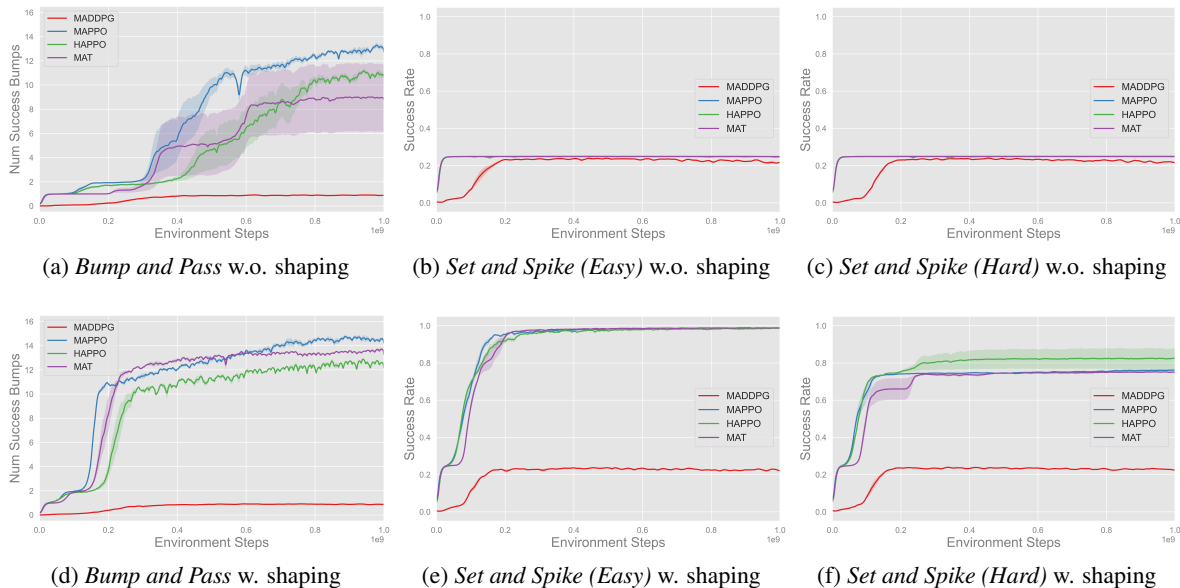 MADDPG
MAPPO
HAPPO
MAT
Num Success Bumps
16
14
12
10
8
6
4
2
0
0.0 0.2 0.4 0.6 0.8 1.0
1e9
Environment Steps
(a) Bump and Pass w.o. shaping
MADDPG
MAPPO
HAPPO
MAT
Success Rate
1.0
0.8
0.6
0.4
0.2
0.0
0.0 0.2 0.4 0.6 0.8 1.0
1e9
Environment Steps
(b) Set and Spike (Easy) w.o. shaping
MADDPG
MAPPO
HAPPO
MAT
Success Rate
1.0
0.8
0.6
0.4
0.2
0.0
0.0 0.2 0.4 0.6 0.8 1.0
1e9
Environment Steps
(c) Set and Spike (Hard) w.o. shaping
MADDPG
MAPPO
HAPPO
MAT
Num Success Bumps
16
14
12
10
8
6
4
2
0
0.0 0.2 0.4 0.6 0.8 1.0
1e9
Environment Steps
(d) Bump and Pass w. shaping
MADDPG
MAPPO
HAPPO
MAT
Success Rate
1.0
0.8
0.6
0.4
0.2
0.0
0.0 0.2 0.4 0.6 0.8 1.0
1e9
Environment Steps
(e) Set and Spike (Easy) w. shaping
MADDPG
MAPPO
HAPPO
MAT
Success Rate
1.0
0.8
0.6
0.4
0.2
0.0
0.0 0.2 0.4 0.6 0.8 1.0
1e9
Environment Steps
(f) Set and Spike (Hard) w. shaping